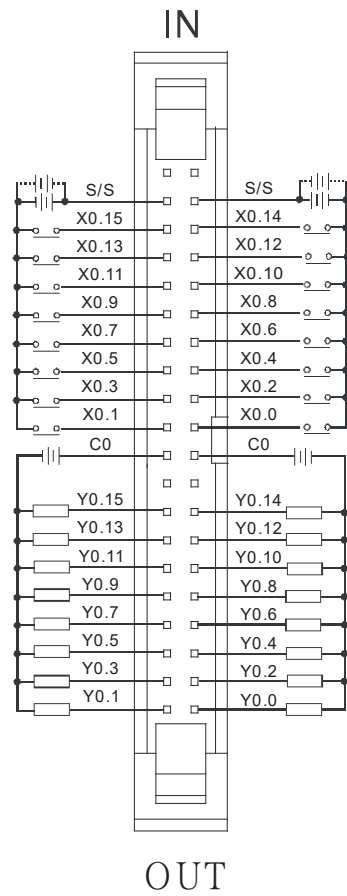 IN
S/S S/S
X0.15 X0.14
X0.13 X0.12
X0.11 X0.10
X0.9 X0.8
X0.7 X0.6
X0.5 X0.4
X0.3 X0.2
X0.1 X0.0
C0 C0
Y0.15 Y0.14
Y0.13 Y0.12
Y0.11 Y0.10
Y0.9 Y0.8
Y0.7 Y0.6
Y0.5 Y0.4
Y0.3 Y0.2
Y0.1 Y0.0
OUT